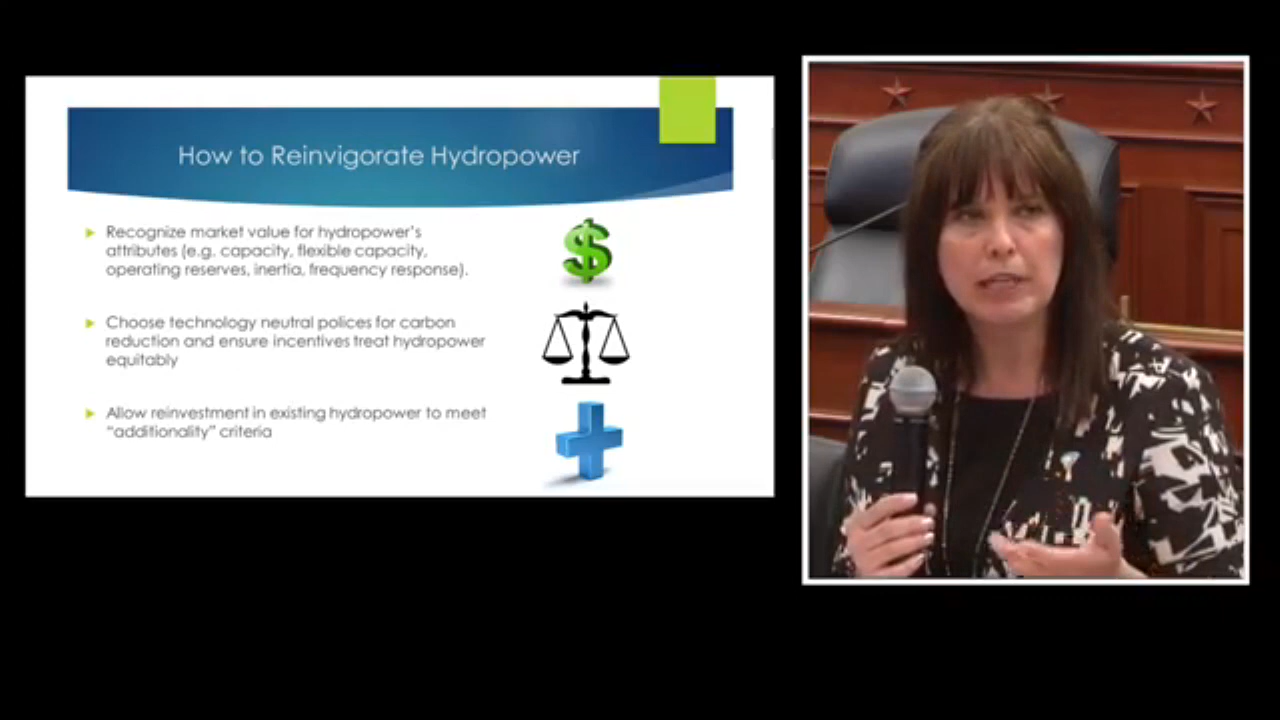 How to Reinvigorate Hydropower
Recognize market value for hydropower's
attributes (e.g. capacity, flexible capacity,
operating reserves, inertia, frequency response).
Choose technology neutral polices for carbon
reduction and ensure incentives treat hydropower
equitably
Allow reinvestment in existing hydropower to meet
“additionality” criteria